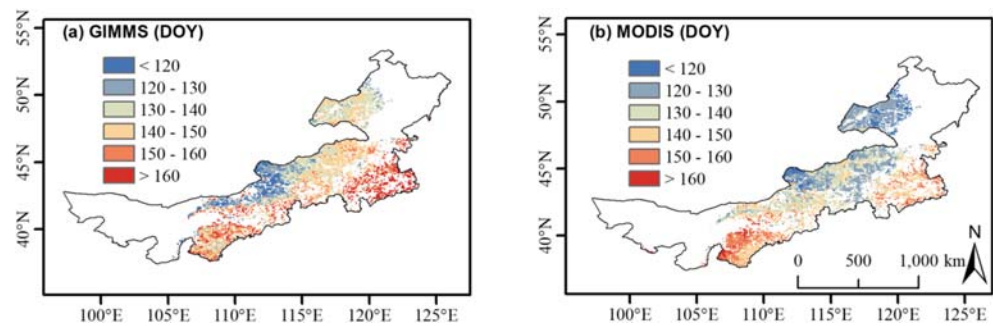 (a) GIMMS (DOY)
< 120
120 - 130
130 - 140
140 - 150
150 - 160
> 160
55°N
50°N
45°N
40°N
100°E 105°E 110°E 115°E 120°E 125°E
(b) MODIS (DOY)
< 120
120 - 130
130 - 140
140 - 150
150 - 160
> 160
55°N
50°N
45°N
40°N
N
0 500 1,000 km
100°E 105°E 110°E 115°E 120°E 125°E